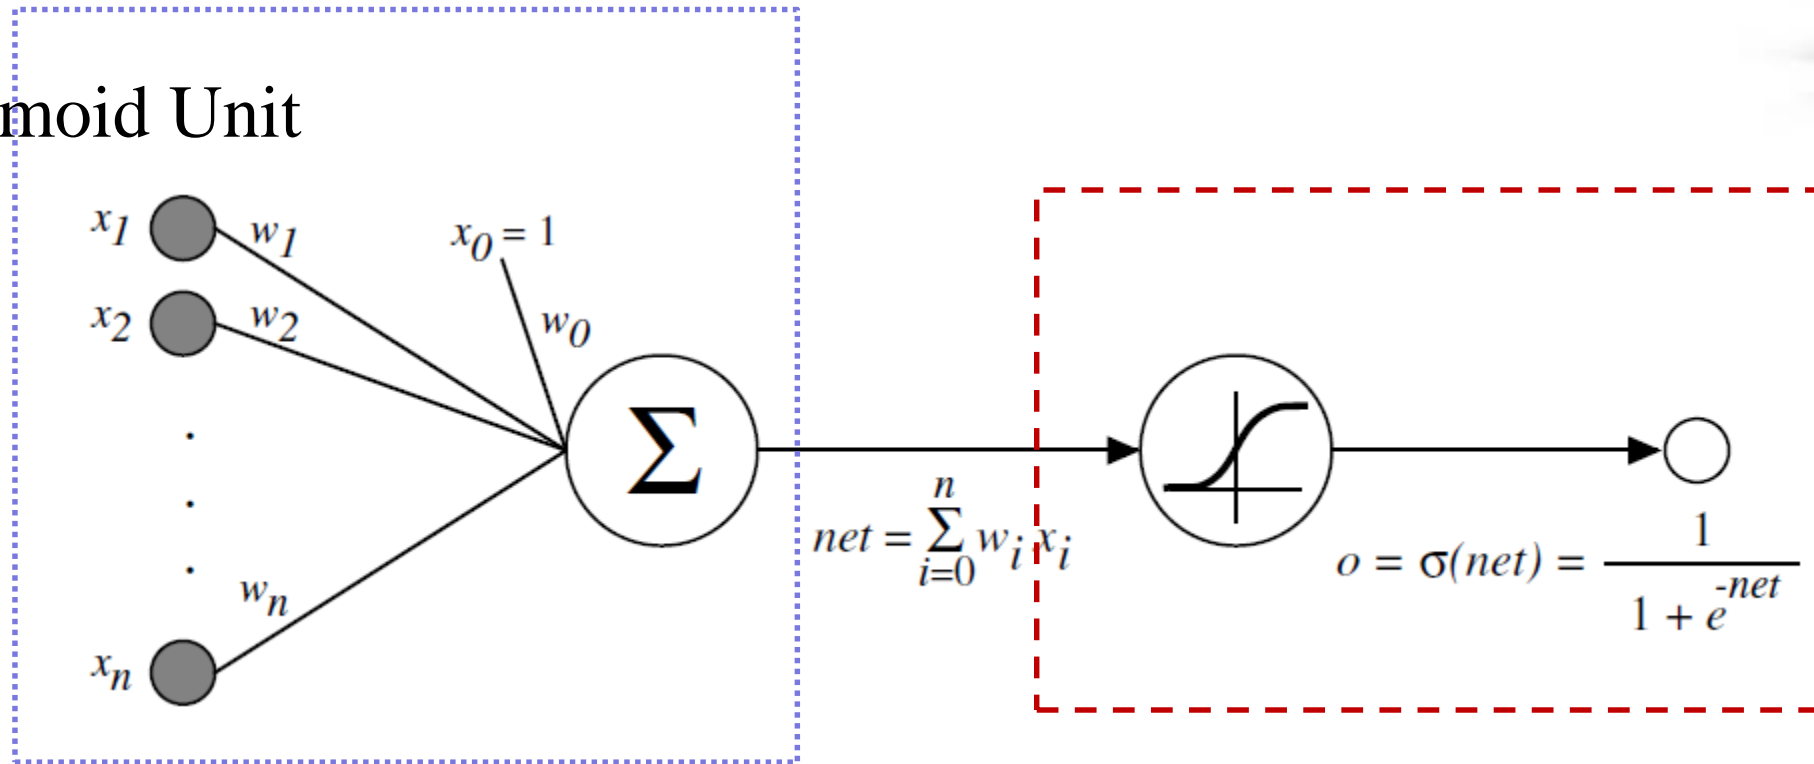 moid Unit
x1 w1
x0 = 1
x2 w2
w0
Σ
.
.
.
wn
xn
net = Σ_{i=0}^{n} wi xi
o = σ(net) = 1 / (1 + e^{-net})